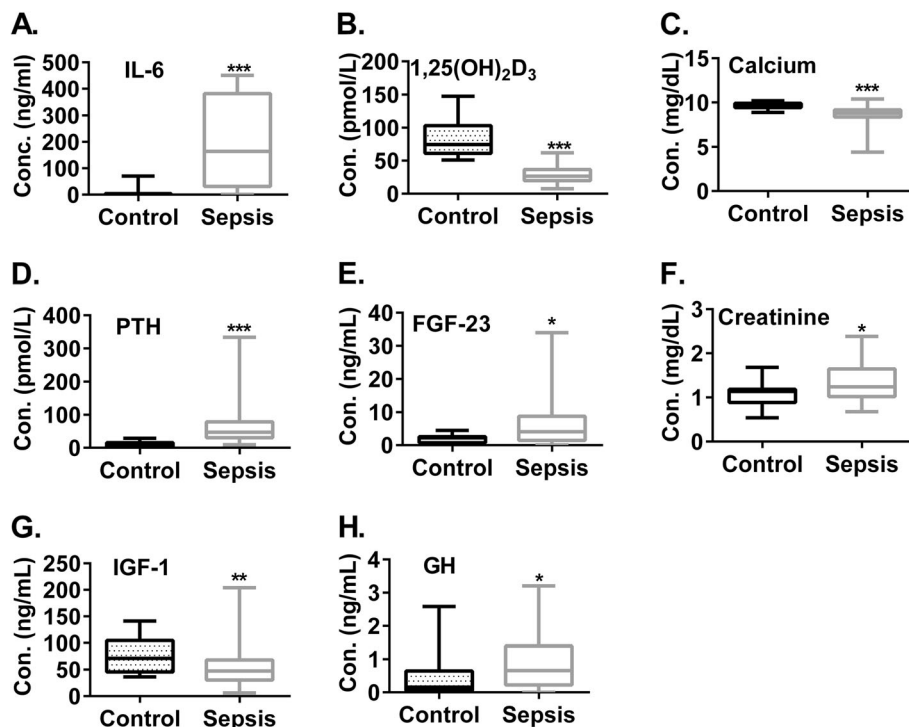 A.
IL-6
Conc. (ng/ml)
500
400
300
200
100
0
***
Control Sepsis
B.
1,25(OH)₂D₃
Con. (pmol/L)
200
150
100
50
0
***
Control Sepsis
C.
Calcium
Con. (mg/dL)
15
10
5
0
***
Control Sepsis
D.
PTH
Con. (pmol/L)
400
300
200
100
0
***
Control Sepsis
E.
FGF-23
Con. (ng/mL)
40
20
0
*
Control Sepsis
F.
Creatinine
Con. (mg/dL)
3
2
1
0
*
Control Sepsis
G.
IGF-1
Con. (ng/mL)
250
200
150
100
50
0
**
Control Sepsis
H.
GH
Con. (ng/mL)
4
3
2
1
0
*
Control Sepsis